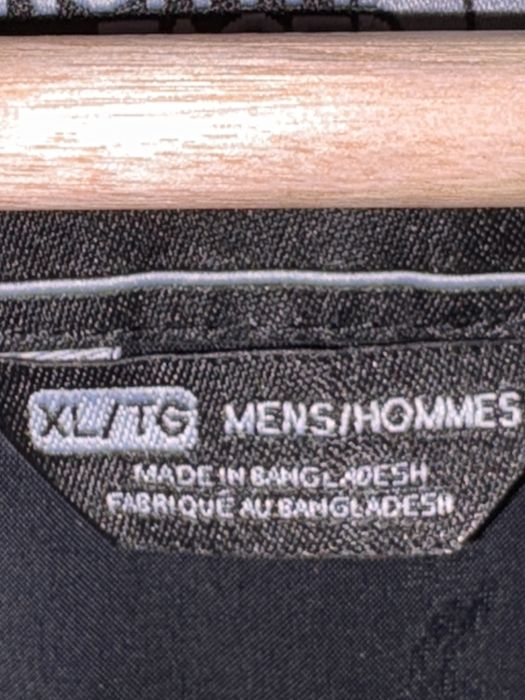 XL/TG MENS/HOMMES
MADE IN BANGLADESH
FABRIQUÉ AU BANGLADESH